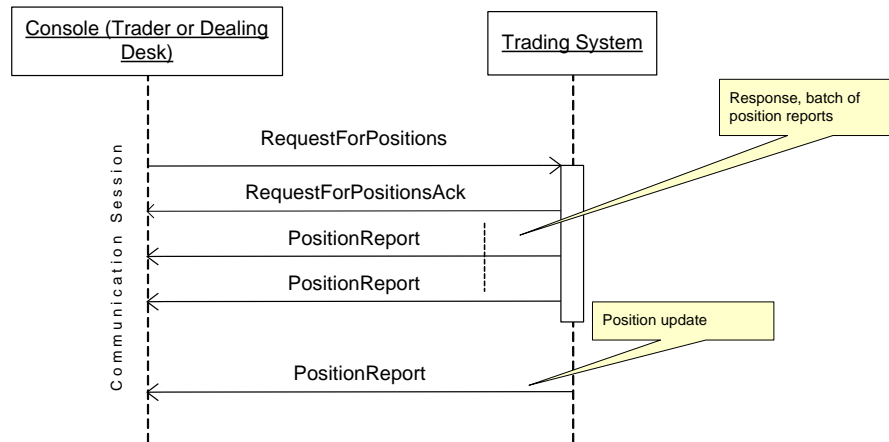 Console (Trader or Dealing
Desk)
Trading System
Response, batch of
position reports
RequestForPositions
RequestForPositionsAck
PositionReport
PositionReport
Position update
PositionReport
Communication Session